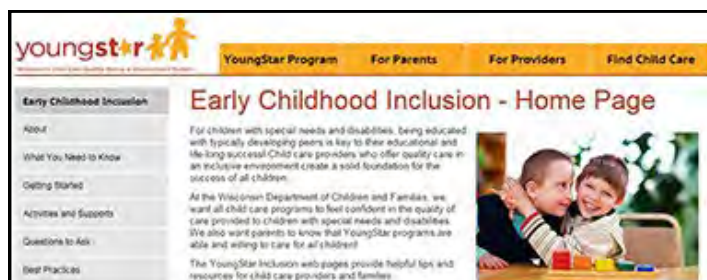 youngstar
YoungStar Program For Parents For Providers Find Child Care
Early Childhood Inclusion
About
What You Need to Know
Getting Started
Activities and Supports
Questions to Ask
Best Practices
Early Childhood Inclusion - Home Page
For children with special needs and disabilities, being educated
with typically developing peers is key to their educational and
life-long success! Child care providers who offer quality care in
an inclusive environment create a solid foundation for the
success of all children.
At the Wisconsin Department of Children and Families, we
want all child care programs to feel confident in the quality of
care provided to children with special needs and disabilities.
We also want parents to know that YoungStar programs are
able and willing to care for all children!
The YoungStar Inclusion web pages provide helpful tips and
resources for child care providers and families